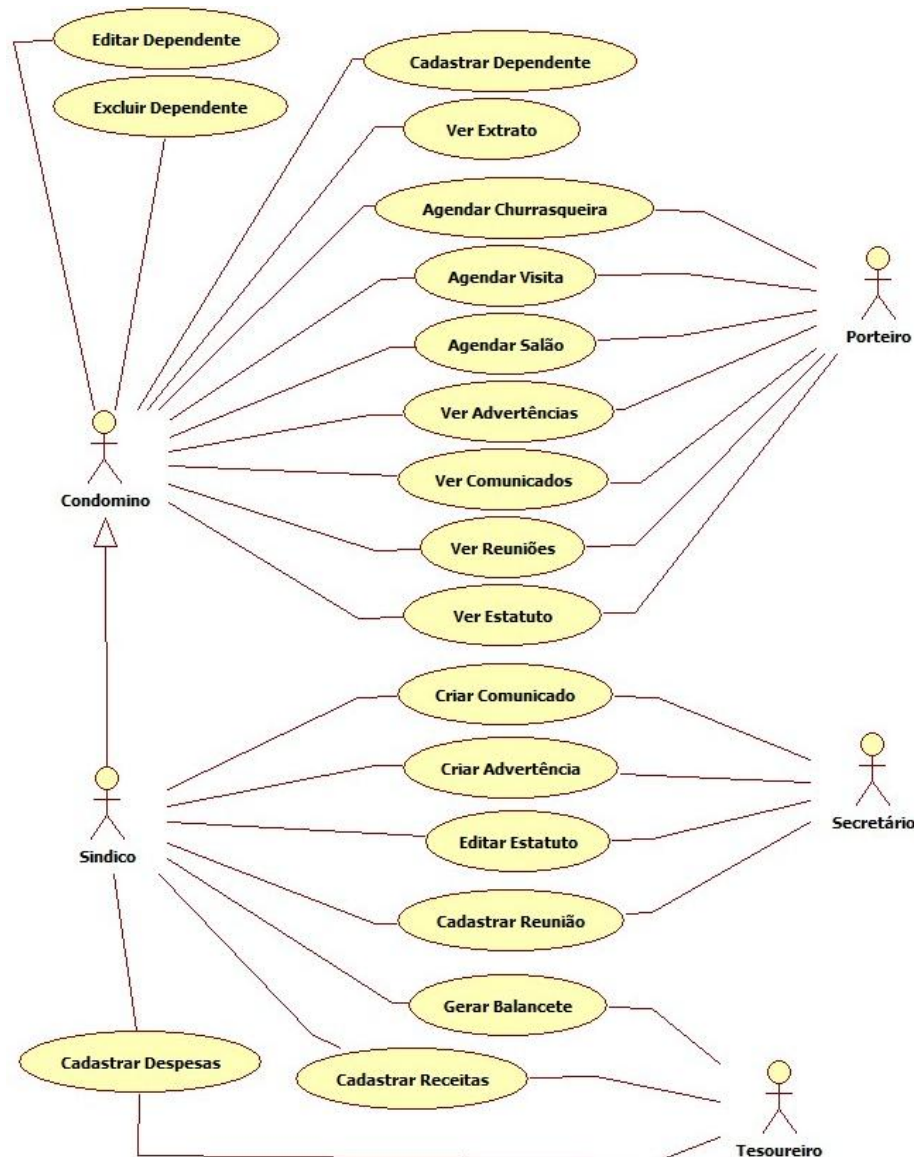 Editar Dependente
Cadastrar Dependente
Excluir Dependente
Ver Extrato
Agendar Churrasqueira
Agendar Visita
Porteiro
Agendar Salão
Ver Advertências
Ver Comunicados
Condomino
Ver Reuniões
Ver Estatuto
Criar Comunicado
Criar Advertência
Secretário
Editar Estatuto
Sindico
Cadastrar Reunião
Gerar Balancete
Cadastrar Despesas
Cadastrar Receitas
Tesoureiro